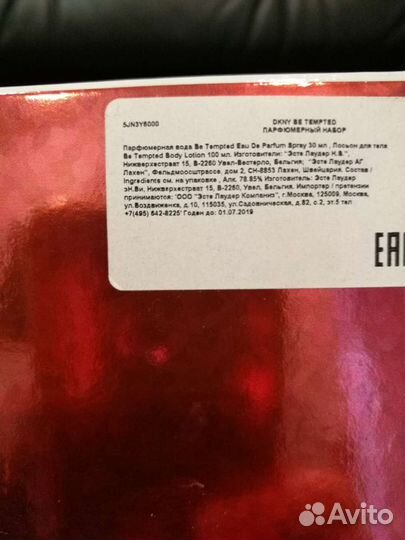 5JN3Y6000
DKNY BE TEMPTED
ПАРФЮМЕРНЫЙ НАБОР
Парфюмерная вода Be Tempted Eau De Parfum Spray 30 мл , Лосьон для тела
Be Tempted Body Lotion 100 мл. Изготовители: "Эсте Лаудер Н.В.",
Нижверхестраат 15, B-2260 Увел-Вестерло, Бельгия; "Эсте Лаудер АГ
Лахен", Фельдмоосштрассе, дом 2, CH-8853 Лахен, Швейцария. Состав /
Ingredients см. на упаковке , Алк. 78.85% Изготовитель: Эсте Лаудер
эН.Ви, Нижверхестраат 15, B-2260, Увел, Бельгия. Импортер / претензии
принимаются: "ООО "Эсте Лаудер Компаниз", г.Москва, 125009, Москва,
ул.Воздвиженка, д.10, 115035, ул.Садовническая, д.82, с.2, эт.5 тел
+7(495) 642-8225' Годен до: 01.07.2019
EAC
Avito